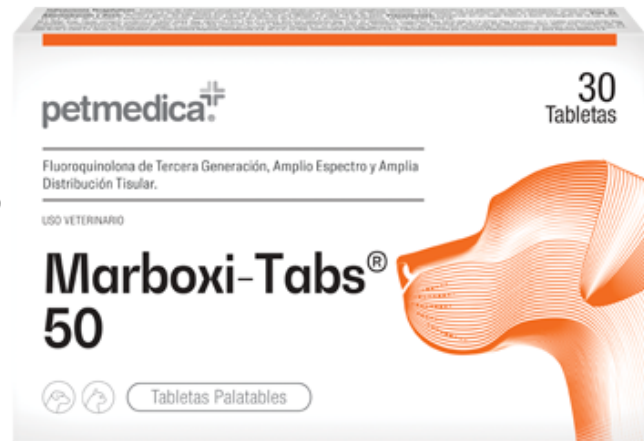 petmedica
30
Tabletas
Fluoroquinolona de Tercera Generación, Amplio Espectro y Amplia
Distribución Tisular.
USO VETERINARIO
Marboxi-Tabs®
50
Tabletas Palatables